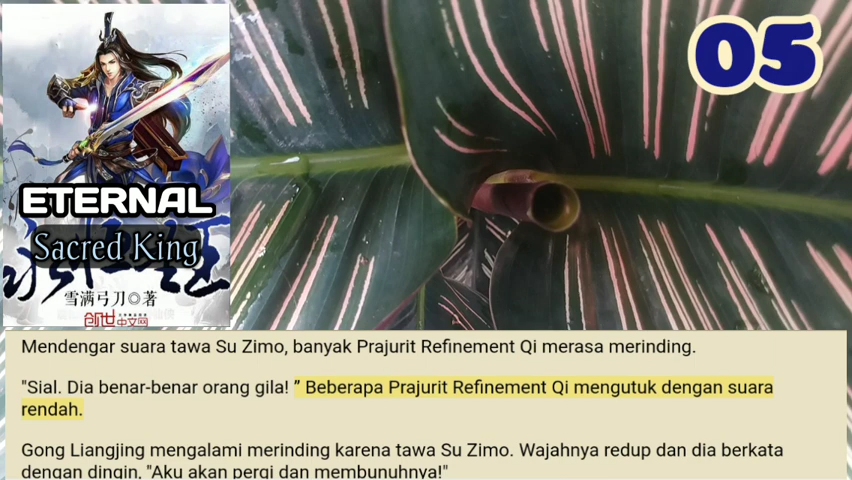 05
ETERNAL
Sacred King
雪满弓刀◎著
创世中文网
Mendengar suara tawa Su Zimo, banyak Prajurit Refinement Qi merasa merinding.
"Sial. Dia benar-benar orang gila! ” Beberapa Prajurit Refinement Qi mengutuk dengan suara
rendah.
Gong Liangjing mengalami merinding karena tawa Su Zimo. Wajahnya redup dan dia berkata
dengan dingin, "Aku akan pergi dan membunuhnya!"